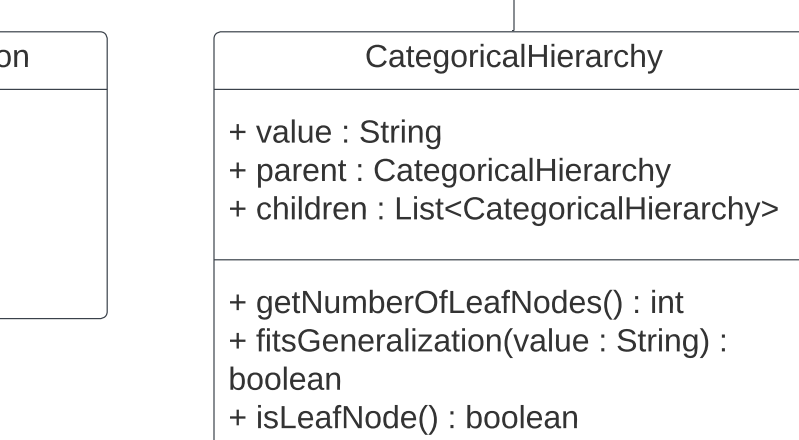 on
CategoricalHierarchy
+ value : String
+ parent : CategoricalHierarchy
+ children : List<CategoricalHierarchy>
+ getNumberOfLeafNodes() : int
+ fitsGeneralization(value : String) :
boolean
+ isLeafNode() : boolean